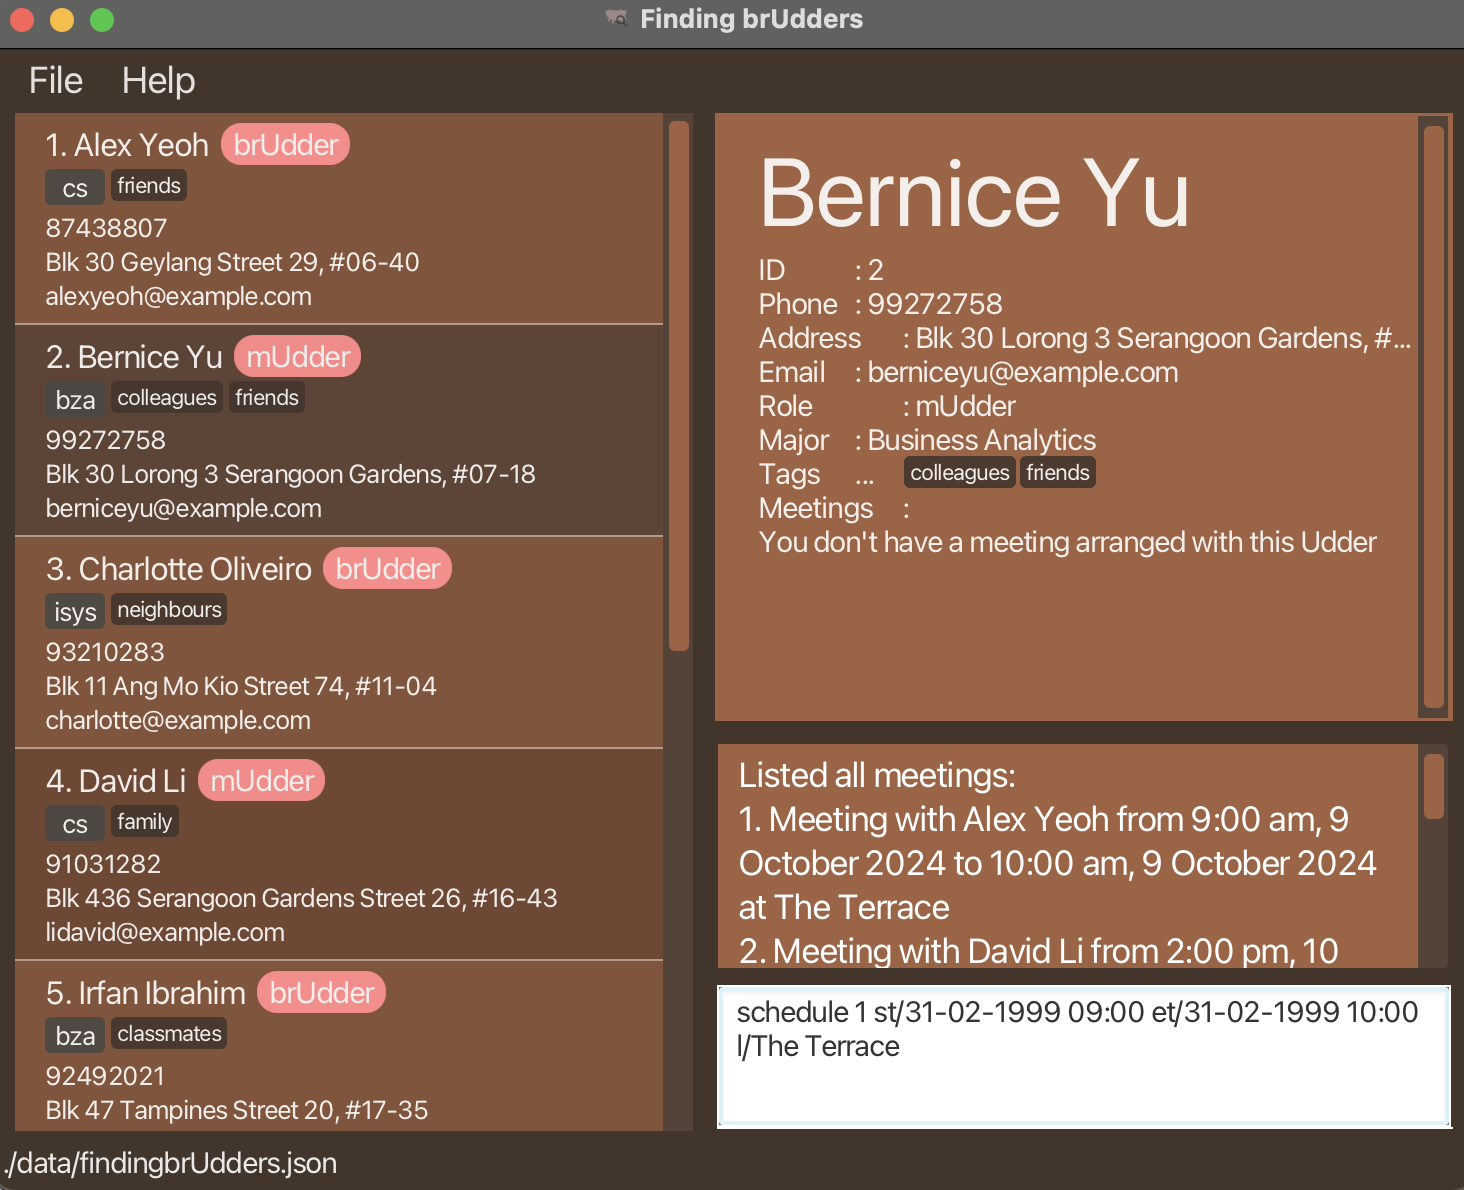 Finding brUdders
File Help
1. Alex Yeoh brUdder
cs friends
87438807
Blk 30 Geylang Street 29, #06-40
alexyeoh@example.com
2. Bernice Yu mUdder
bza colleagues friends
99272758
Blk 30 Lorong 3 Serangoon Gardens, #07-18
berniceyu@example.com
3. Charlotte Oliveiro brUdder
isys neighbours
93210283
Blk 11 Ang Mo Kio Street 74, #11-04
charlotte@example.com
4. David Li mUdder
cs family
91031282
Blk 436 Serangoon Gardens Street 26, #16-43
lidavid@example.com
5. Irfan Ibrahim brUdder
bza classmates
92492021
Blk 47 Tampines Street 20, #17-35
Bernice Yu
ID : 2
Phone : 99272758
Address : Blk 30 Lorong 3 Serangoon Gardens, #...
Email : berniceyu@example.com
Role : mUdder
Major : Business Analytics
Tags ... colleagues friends
Meetings :
You don't have a meeting arranged with this Udder
Listed all meetings:
1. Meeting with Alex Yeoh from 9:00 am, 9
October 2024 to 10:00 am, 9 October 2024
at The Terrace
2. Meeting with David Li from 2:00 pm, 10
schedule 1 st/31-02-1999 09:00 et/31-02-1999 10:00
l/The Terrace
./data/findingbrUdders.json